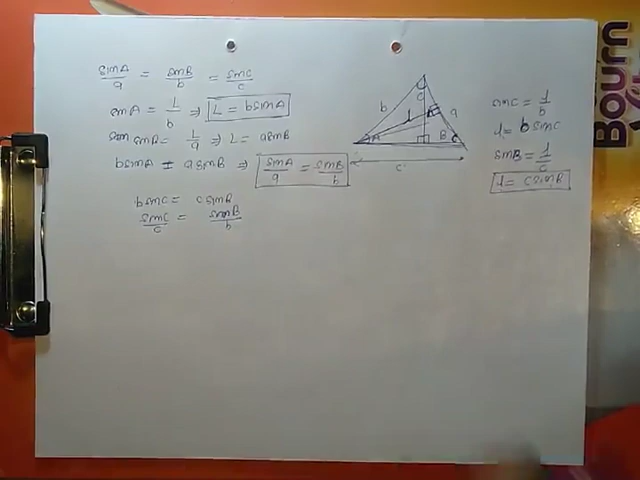 sinA/a = sinB/b = sinC/c
sinA = L/b ⇒ L = bsinA
sinB = L/a ⇒ L = asinB
bsinA = asinB ⇒ sinA/a = sinB/b
bsinC = csinB
sinC/c = sinB/b
b
C
a
L
A
B
c
sinC = l/b
l = bsinC
sinB = l/c
l = csinB
Bourn